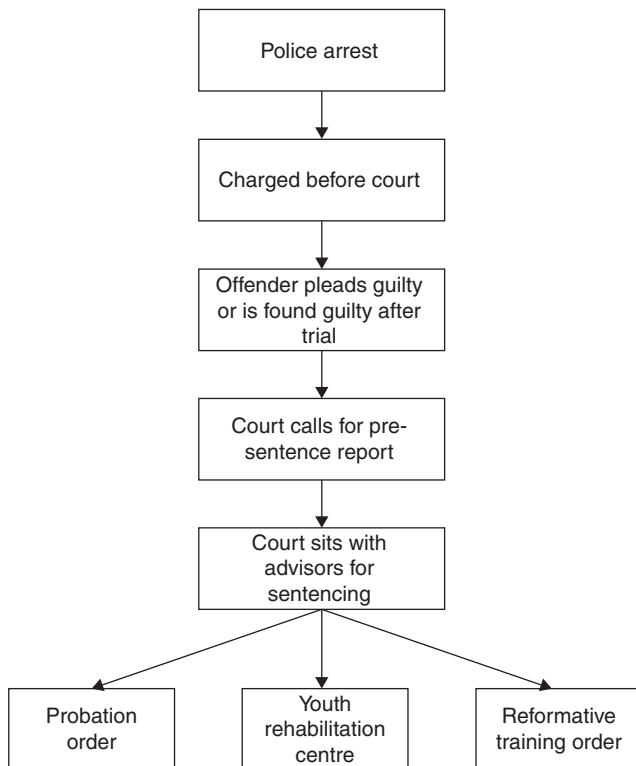 Police arrest
Charged before court
Offender pleads guilty
or is found guilty after
trial
Court calls for pre-
sentence report
Court sits with
advisors for
sentencing
Probation
order
Youth
rehabilitation
centre
Reformative
training order